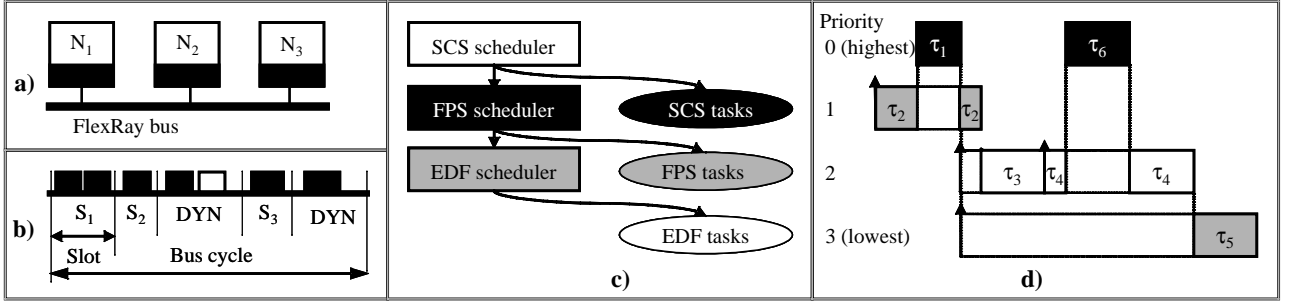 N1
N2
N3
a)
FlexRay bus
S1
S2
DYN
S3
DYN
b)
Slot
Bus cycle
SCS scheduler
FPS scheduler
SCS tasks
EDF scheduler
FPS tasks
EDF tasks
c)
Priority
0 (highest)
τ1
τ6
1
τ2
τ2
2
τ3
τ4
τ4
3 (lowest)
τ5
d)